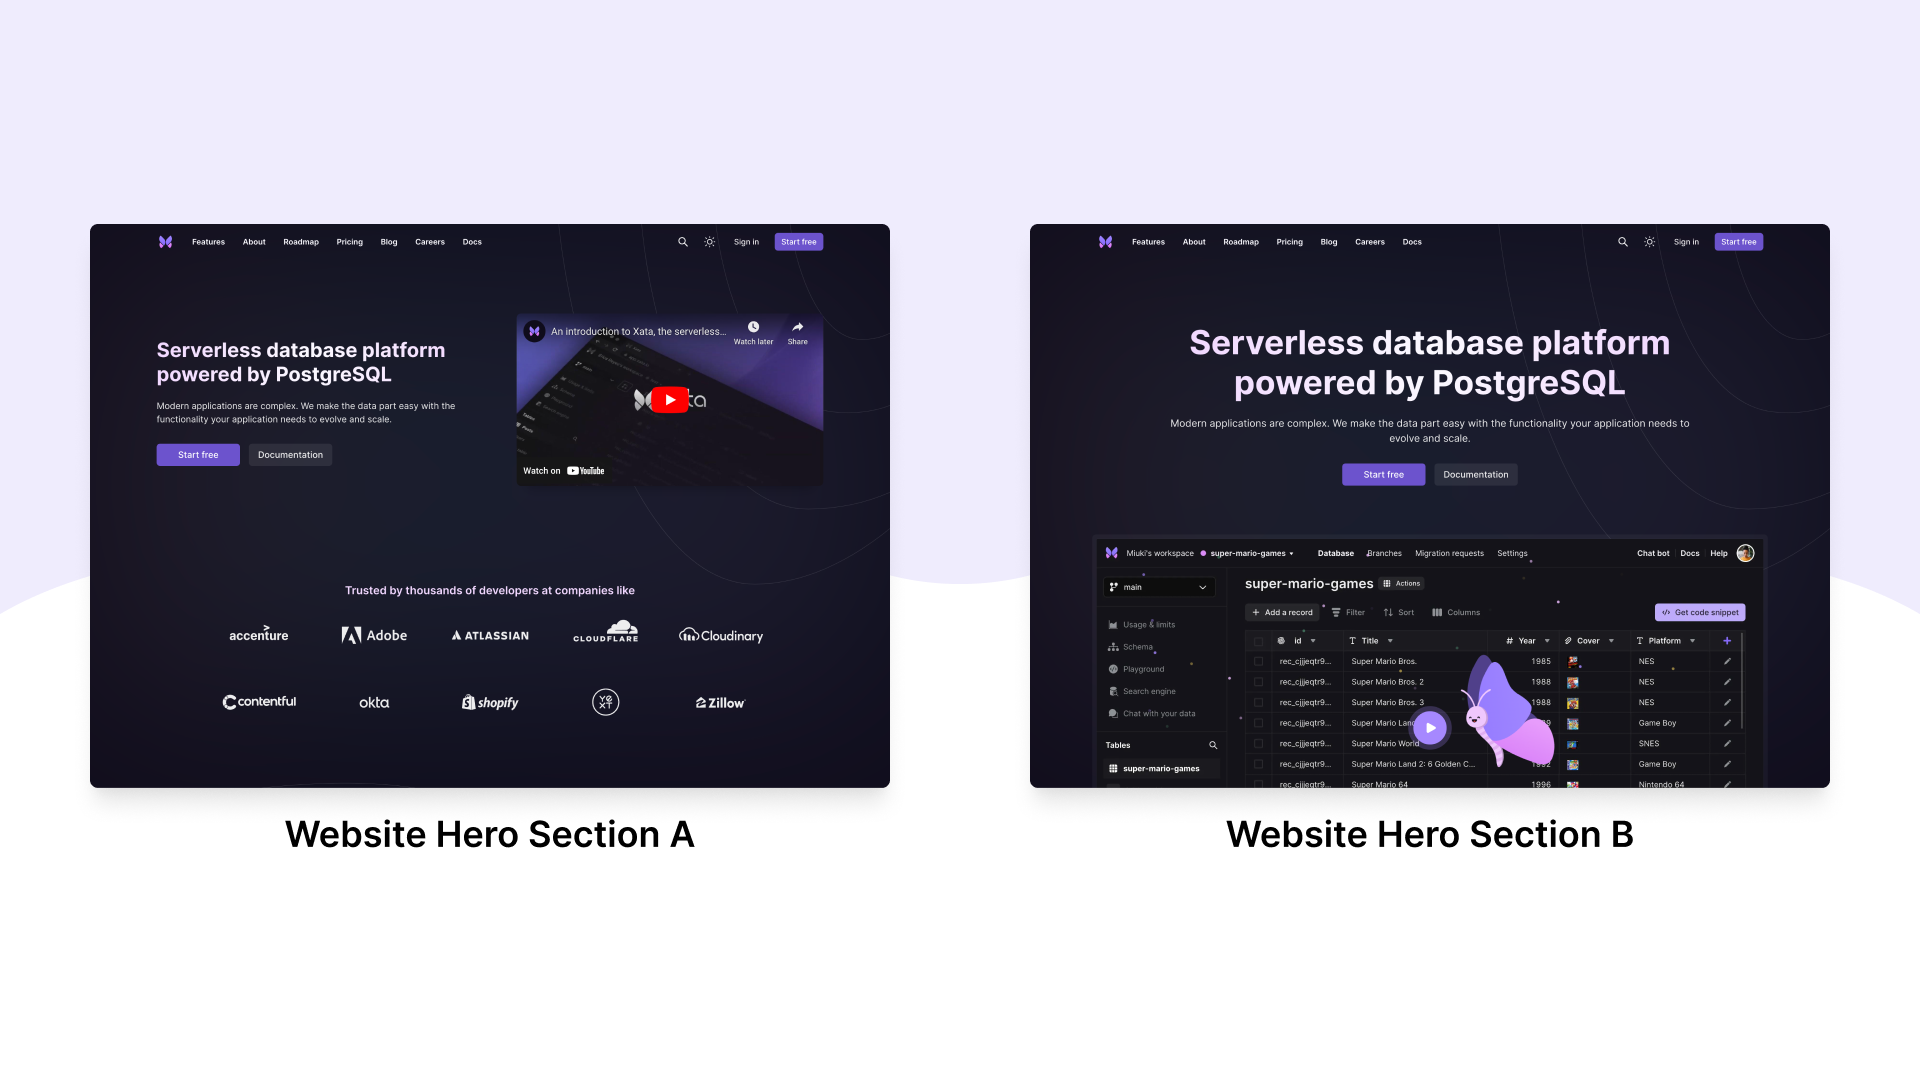 Features About Roadmap Pricing Blog Careers Docs Sign in Start free
Serverless database platform
powered by PostgreSQL
Modern applications are complex. We make the data part easy with the
functionality your application needs to evolve and scale.
Start free Documentation
An introduction to Xata, the serverless...
Watch later Share
ta
Watch on YouTube
Trusted by thousands of developers at companies like
accenture Adobe ATLASSIAN CLOUDFLARE Cloudinary
contentful okta shopify YEXT Zillow
Website Hero Section A
Features About Roadmap Pricing Blog Careers Docs Sign in Start free
Serverless database platform
powered by PostgreSQL
Modern applications are complex. We make the data part easy with the functionality your application needs to
evolve and scale.
Start free Documentation
Miuki's workspace super-mario-games Database Branches Migration requests Settings Chat bot Docs Help
main
Usage & limits
Schema
Playground
Search engine
Chat with your data
Tables
super-mario-games
super-mario-games Actions
+ Add a record Filter Sort Columns </> Get code snippet
id T Title # Year Cover T Platform +
rec_cjjeqtr9... Super Mario Bros. 1985 NES
rec_cjjeqtr9... Super Mario Bros. 2 1988 NES
rec_cjjeqtr9... Super Mario Bros. 3 1988 NES
rec_cjjeqtr9... Super Mario Game Boy
rec_cjjeqtr9... Super Mario World SNES
rec_cjjeqtr9... Super Mario Land 2: 6 Golden C... 1992 Game Boy
rec_cjjeqtr9... Super Mario 64 1996 Nintendo 64
Website Hero Section B